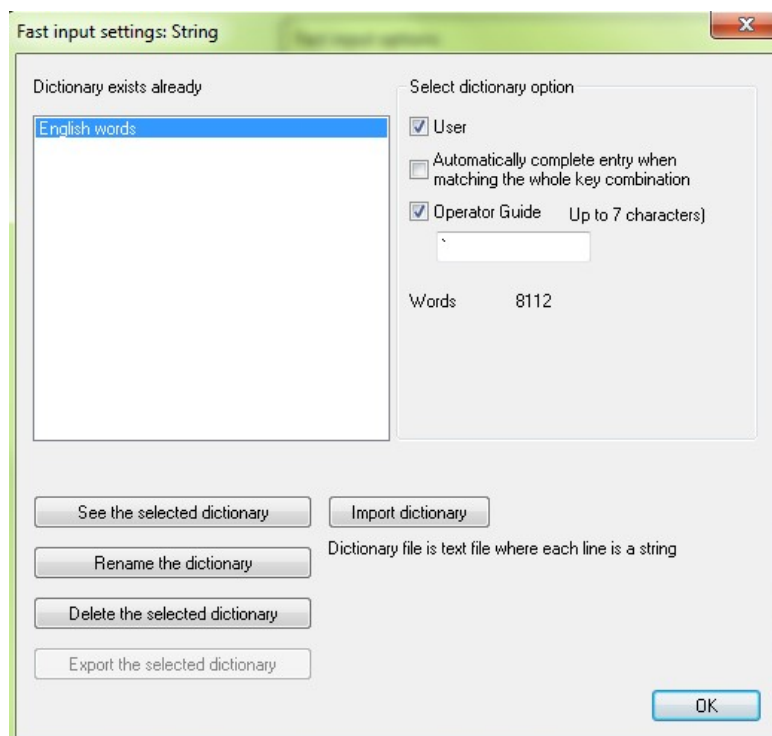 Fast input settings: String
Dictionary exists already
English words
Select dictionary option
User
Automatically complete entry when
matching the whole key combination
Operator Guide Up to 7 characters)
`
Words 8112
See the selected dictionary
Import dictionary
Rename the dictionary
Dictionary file is text file where each line is a string
Delete the selected dictionary
Export the selected dictionary
OK